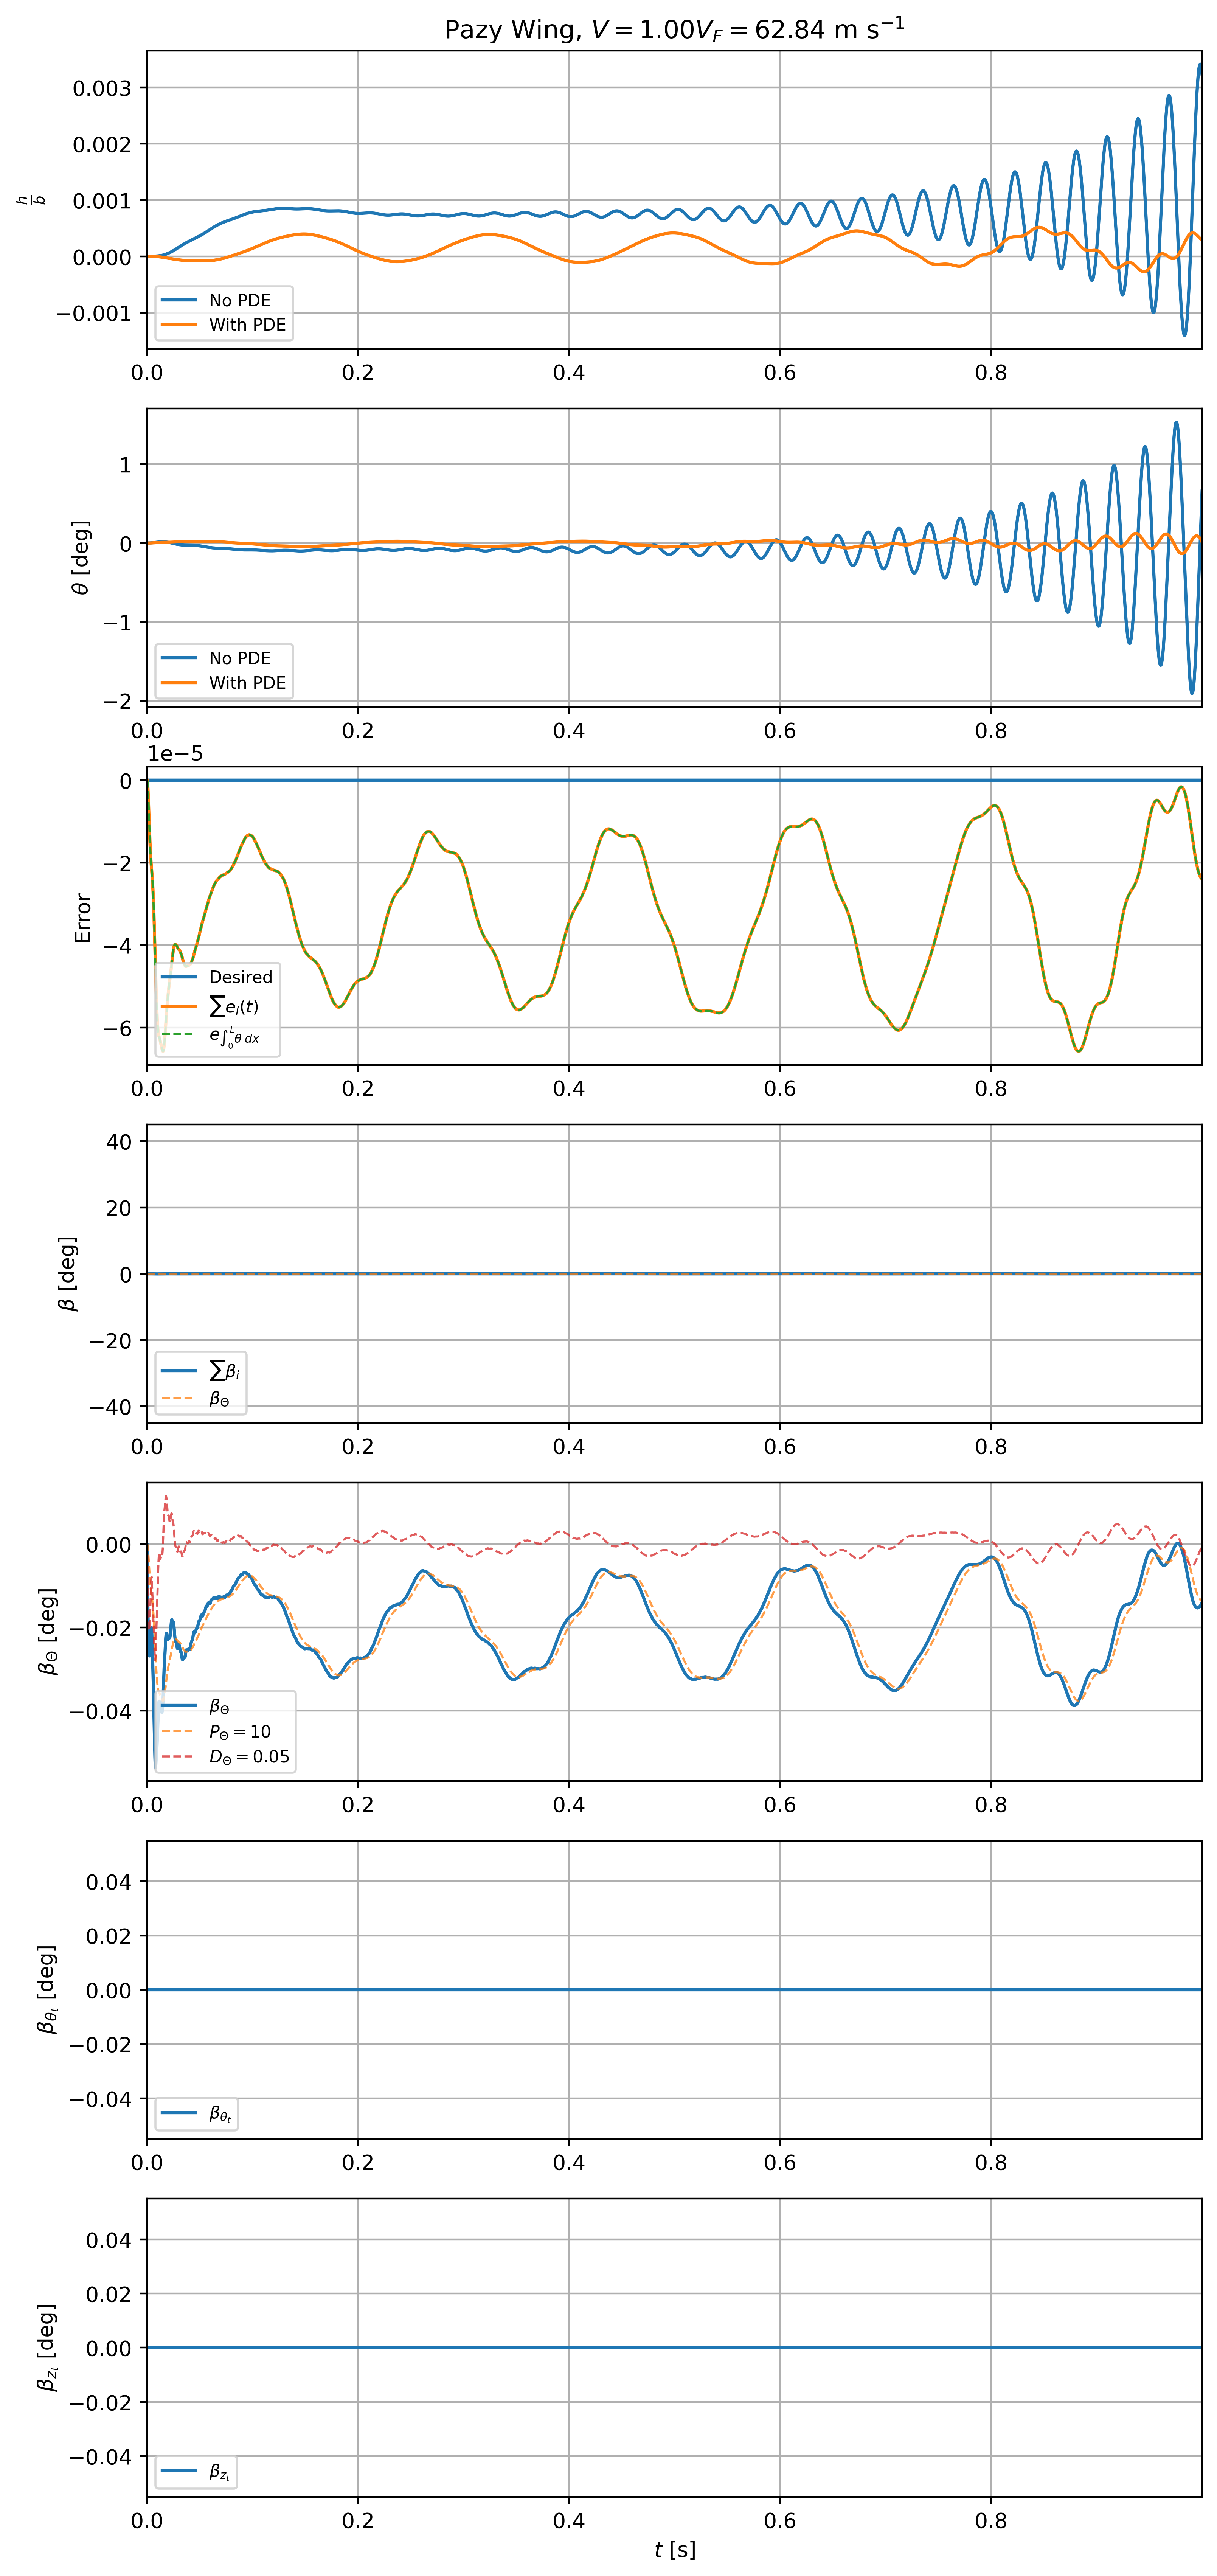 Pazy Wing, V = 1.00V_F = 62.84 m s⁻¹
h/b
0.003
0.002
0.001
0.000
−0.001
No PDE
With PDE
0.0 0.2 0.4 0.6 0.8
θ [deg]
1
0
−1
−2
No PDE
With PDE
0.0 0.2 0.4 0.6 0.8
1e−5
Error
0
−2
−4
−6
Desired
∑e_i(t)
e_∫₀ᴸ θ dx
0.0 0.2 0.4 0.6 0.8
β [deg]
40
20
0
−20
−40
∑β_i
β_Θ
0.0 0.2 0.4 0.6 0.8
β_Θ [deg]
0.00
−0.02
−0.04
β_Θ
P_Θ = 10
D_Θ = 0.05
0.0 0.2 0.4 0.6 0.8
β_θ_t [deg]
0.04
0.02
0.00
−0.02
−0.04
β_θ_t
0.0 0.2 0.4 0.6 0.8
β_z_t [deg]
0.04
0.02
0.00
−0.02
−0.04
β_z_t
0.0 0.2 0.4 0.6 0.8
t [s]